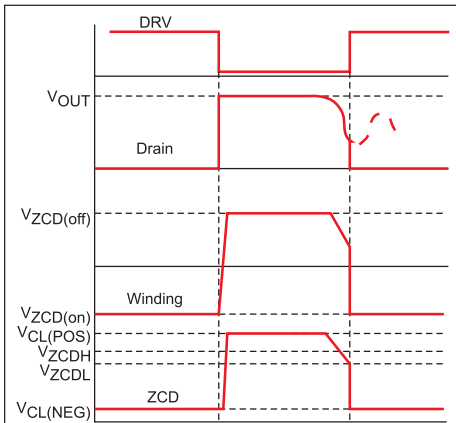 DRV
VOUT
Drain
VZCD(off)
Winding
VZCD(on)
VCL(POS)
VZCDH
VZCDL
ZCD
VCL(NEG)